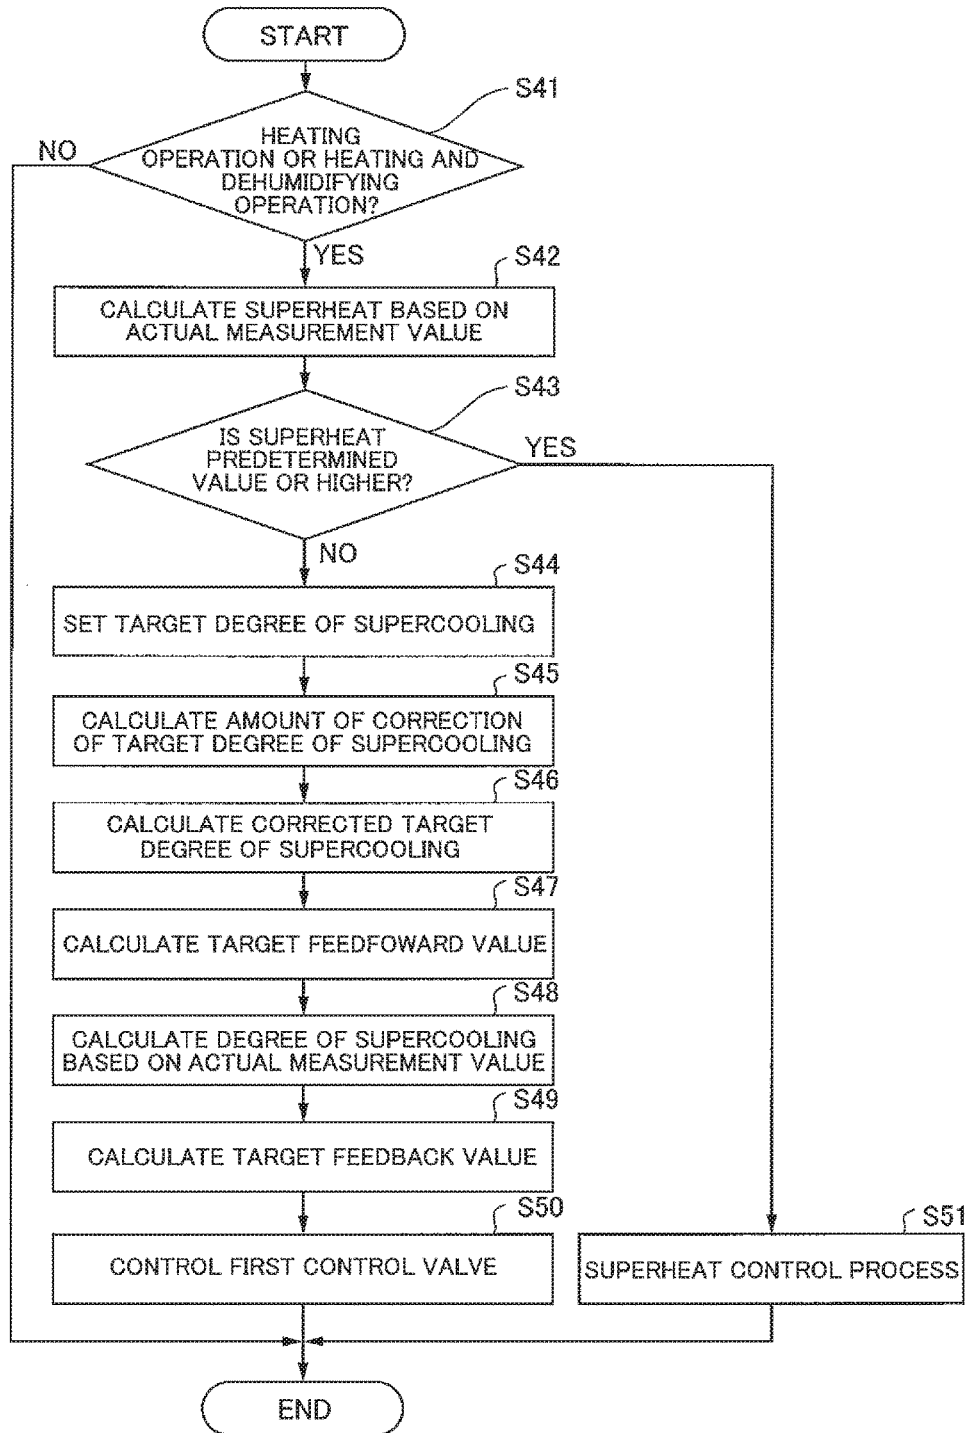 START
S41
HEATING
OPERATION OR HEATING AND
DEHUMIDIFYING
OPERATION?
NO
YES
S42
CALCULATE SUPERHEAT BASED ON
ACTUAL MEASUREMENT VALUE
S43
IS SUPERHEAT
PREDETERMINED
VALUE OR HIGHER?
YES
NO
S44
SET TARGET DEGREE OF SUPERCOOLING
S45
CALCULATE AMOUNT OF CORRECTION
OF TARGET DEGREE OF SUPERCOOLING
S46
CALCULATE CORRECTED TARGET
DEGREE OF SUPERCOOLING
S47
CALCULATE TARGET FEEDFOWARD VALUE
S48
CALCULATE DEGREE OF SUPERCOOLING
BASED ON ACTUAL MEASUREMENT VALUE
S49
CALCULATE TARGET FEEDBACK VALUE
S50
CONTROL FIRST CONTROL VALVE
S51
SUPERHEAT CONTROL PROCESS
END